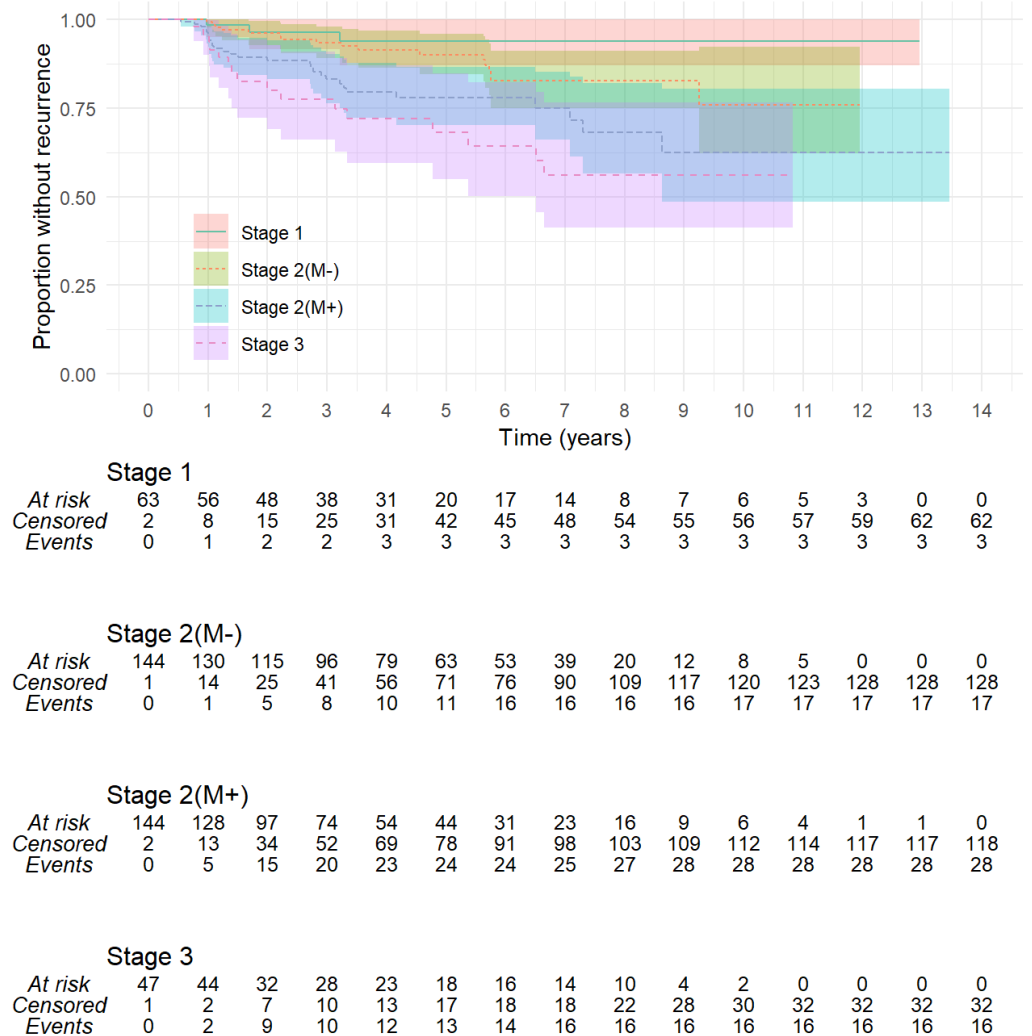 1.00
0.75
0.50
0.25
0.00
Proportion without recurrence
Stage 1
Stage 2(M-)
Stage 2(M+)
Stage 3
0 1 2 3 4 5 6 7 8 9 10 11 12 13 14
Time (years)
Stage 1
At risk 63 56 48 38 31 20 17 14 8 7 6 5 3 0 0
Censored 2 8 15 25 31 42 45 48 54 55 56 57 59 62 62
Events 0 1 2 2 3 3 3 3 3 3 3 3 3 3 3
Stage 2(M-)
At risk 144 130 115 96 79 63 53 39 20 12 8 5 0 0 0
Censored 1 14 25 41 56 71 76 90 109 117 120 123 128 128 128
Events 0 1 5 8 10 11 16 16 16 16 17 17 17 17 17
Stage 2(M+)
At risk 144 128 97 74 54 44 31 23 16 9 6 4 1 1 0
Censored 2 13 34 52 69 78 91 98 103 109 112 114 117 117 118
Events 0 5 15 20 23 24 24 25 27 28 28 28 28 28 28
Stage 3
At risk 47 44 32 28 23 18 16 14 10 4 2 0 0 0 0
Censored 1 2 7 10 13 17 18 18 22 28 30 32 32 32 32
Events 0 2 9 10 12 13 14 16 16 16 16 16 16 16 16